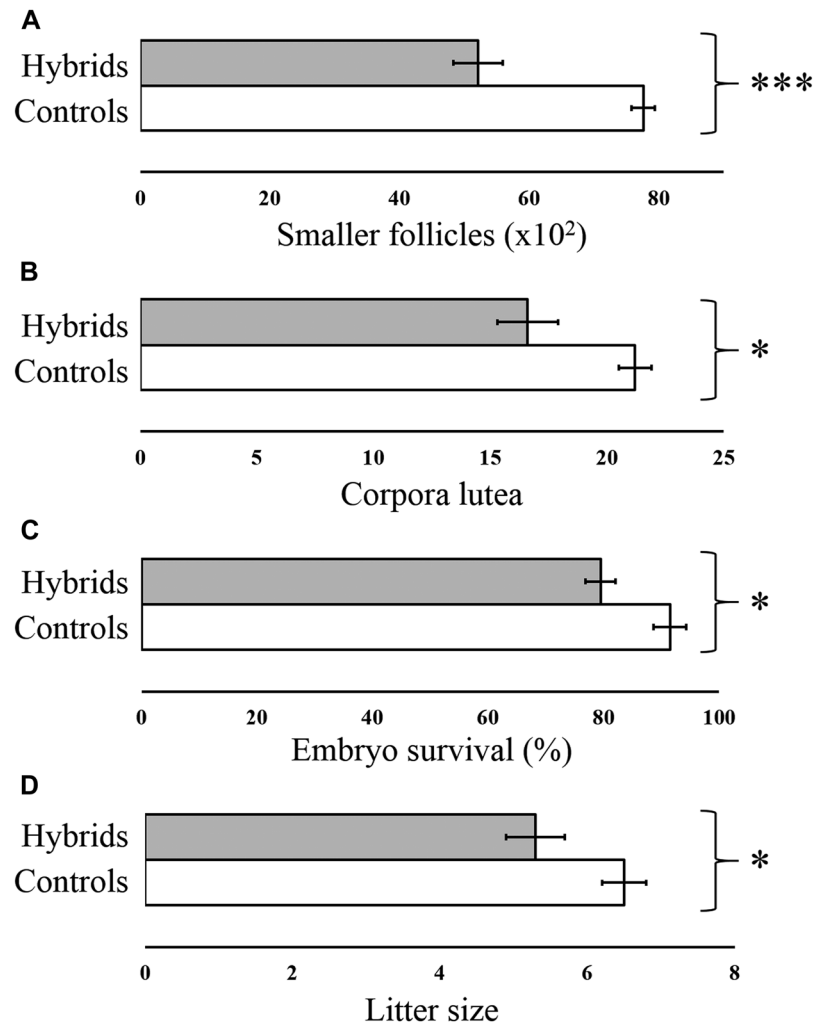 A
Hybrids
***
Controls
0 20 40 60 80
Smaller follicles (x10²)
B
Hybrids
*
Controls
0 5 10 15 20 25
Corpora lutea
C
Hybrids
*
Controls
0 20 40 60 80 100
Embryo survival (%)
D
Hybrids
*
Controls
0 2 4 6 8
Litter size